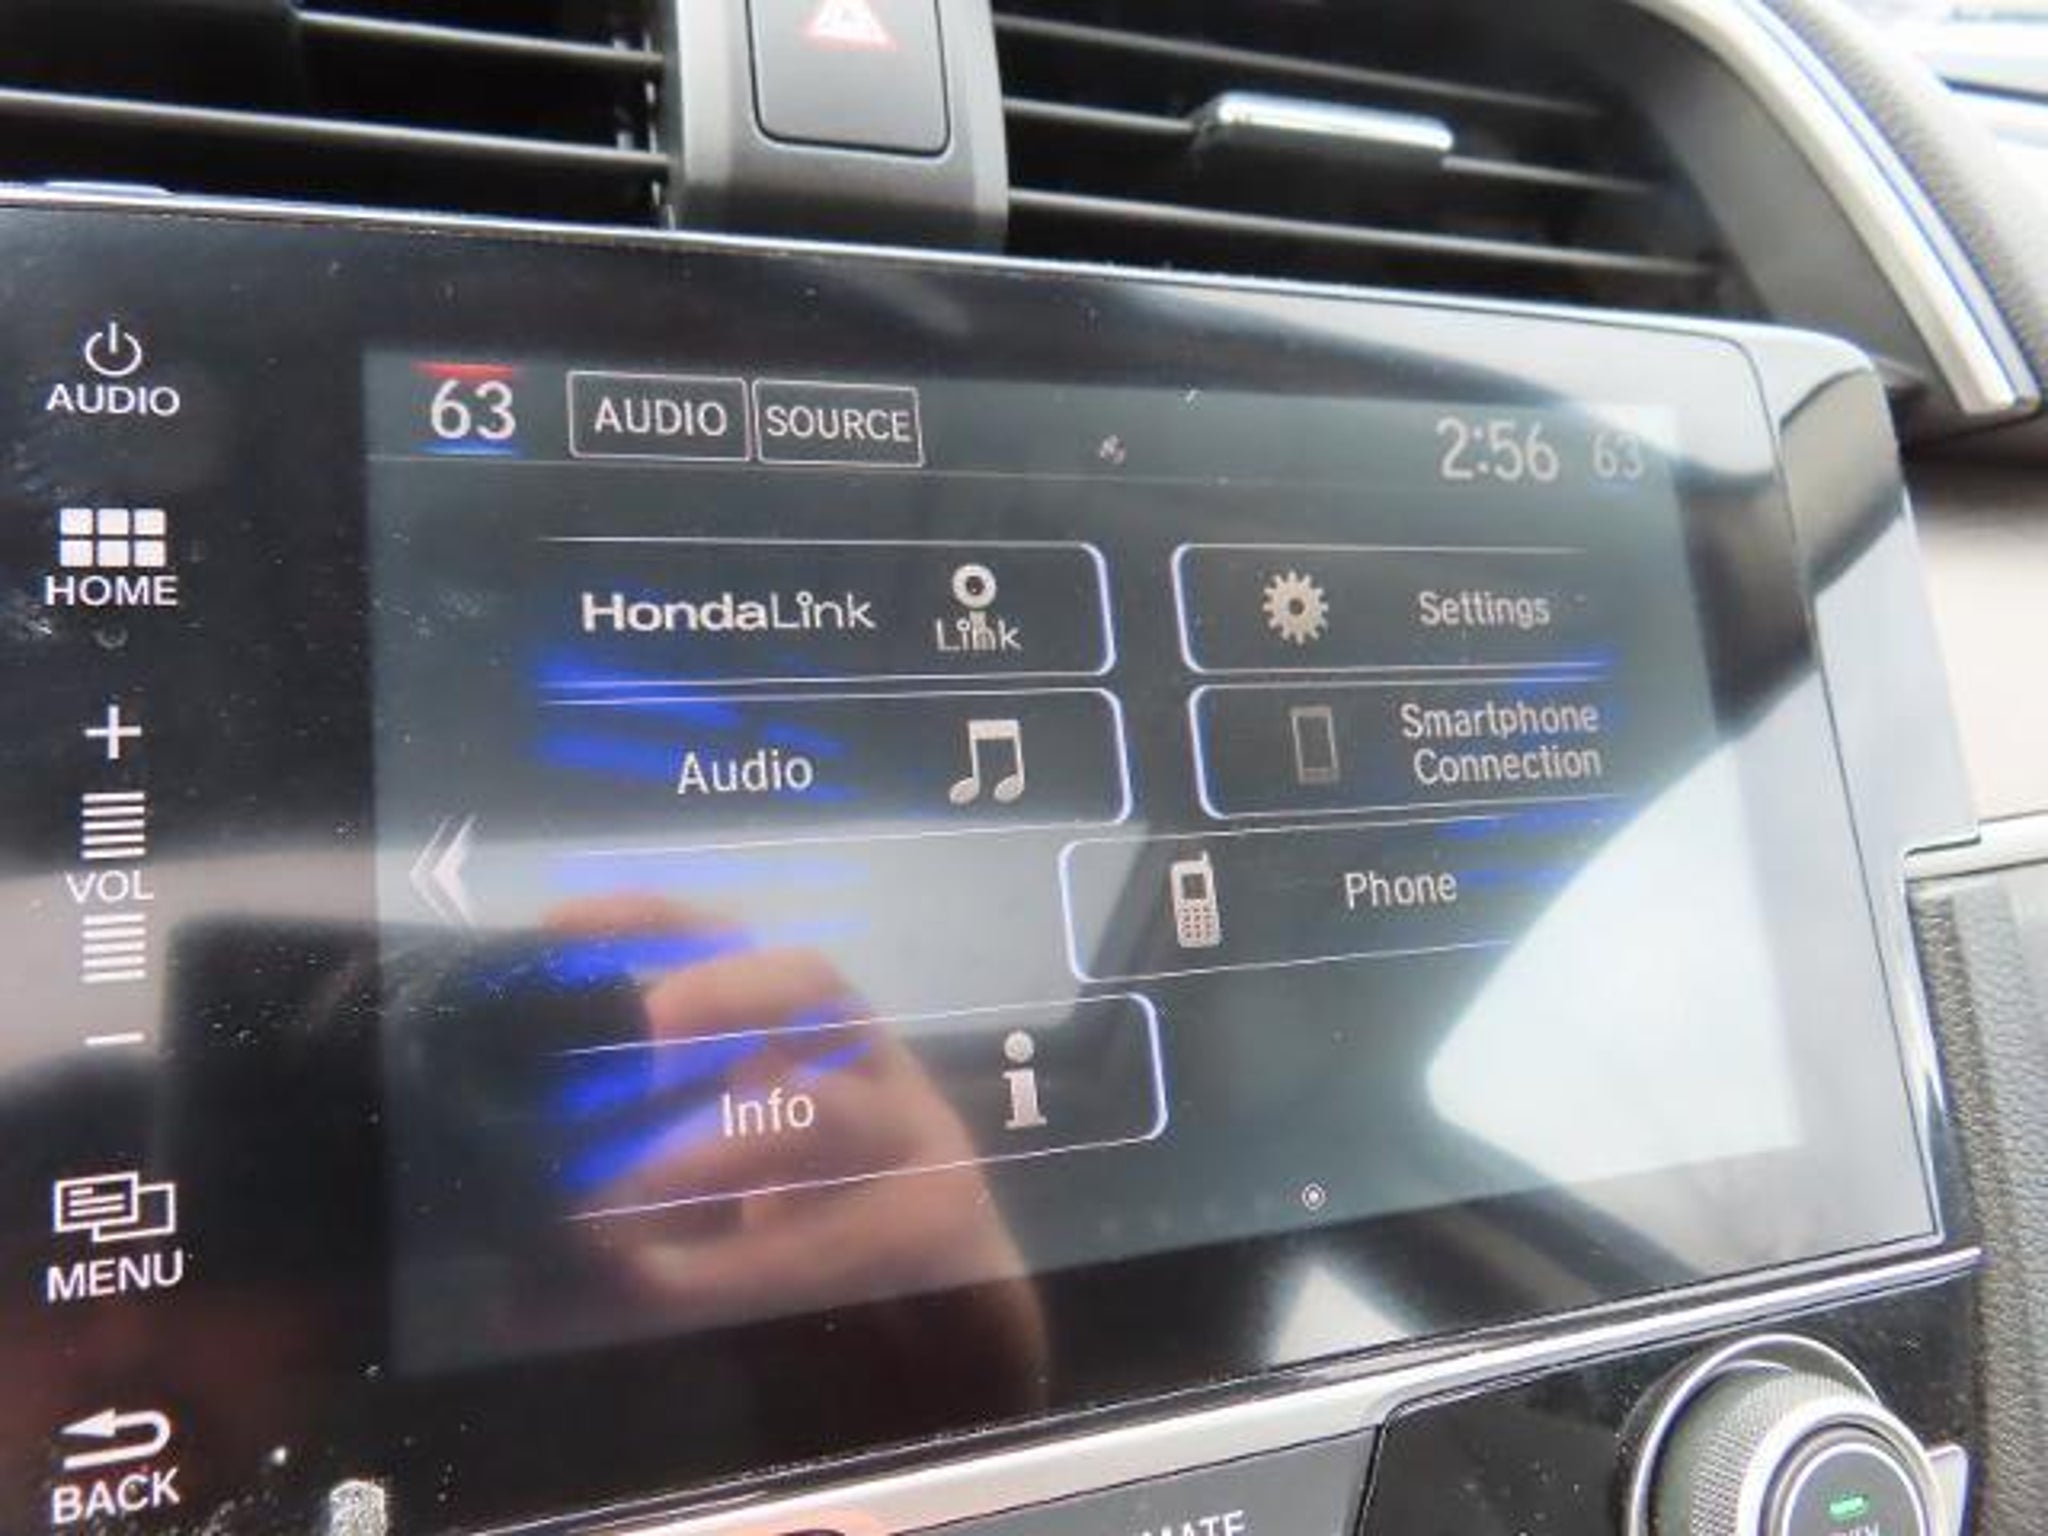 AUDIO
63
AUDIO
SOURCE
2:56
63
HOME
HondaLink
Link
Settings
Audio
Smartphone
Connection
VOL
Phone
Info
MENU
BACK